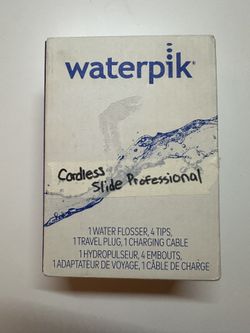 waterpik®
Cordless
Slide Professional
1 WATER FLOSSER, 4 TIPS,
1 TRAVEL PLUG, 1 CHARGING CABLE
1 HYDROPULSEUR, 4 EMBOUTS,
1 ADAPTATEUR DE VOYAGE, 1 CÂBLE DE CHARGE